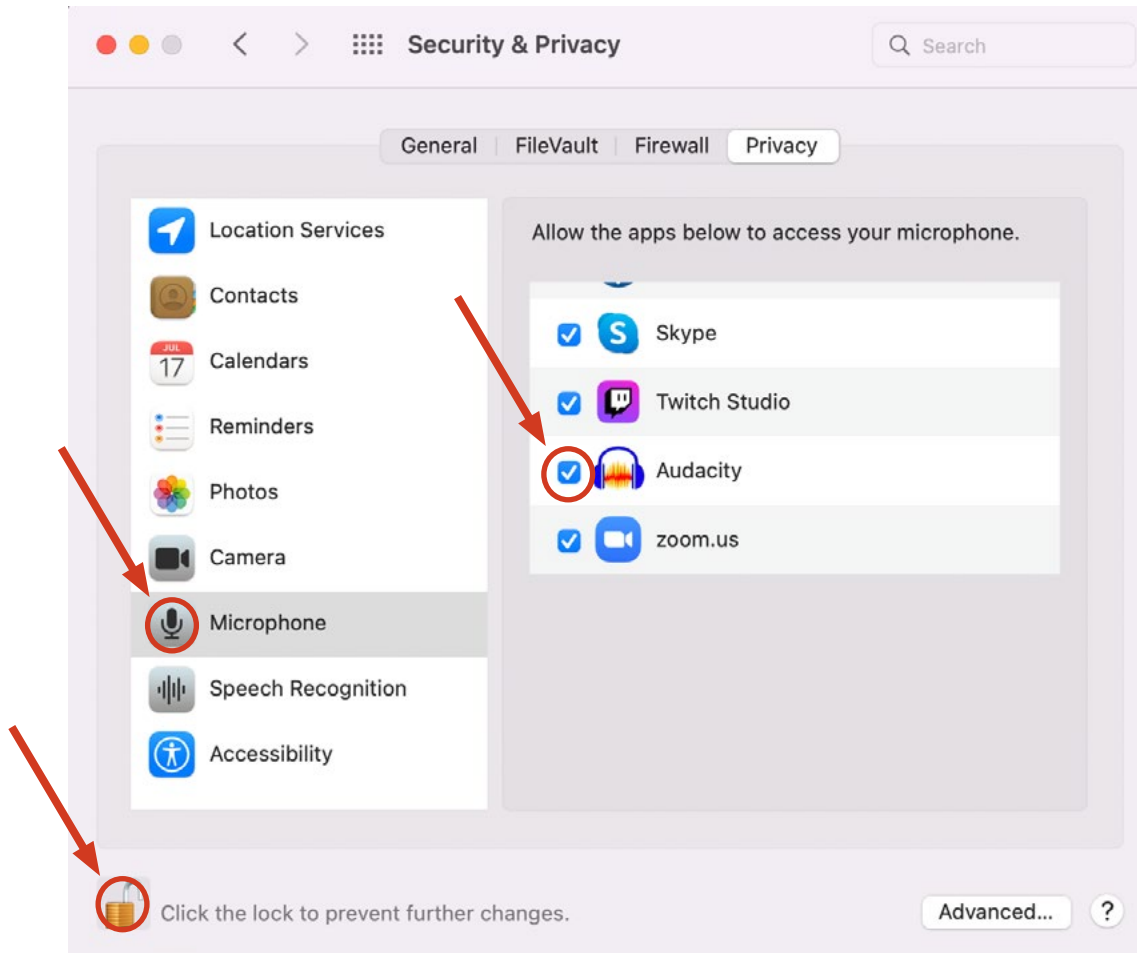 Security & Privacy
Search
General
FileVault
Firewall
Privacy
Location Services
Contacts
JUL
17
Calendars
Reminders
Photos
Camera
Microphone
Speech Recognition
Accessibility
Allow the apps below to access your microphone.
S
Skype
Twitch Studio
Audacity
zoom.us
Click the lock to prevent further changes.
Advanced...
?